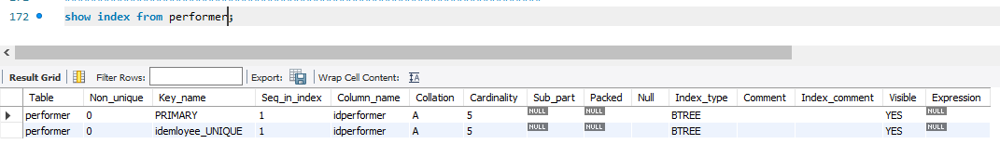 172 show index from performer;
Result Grid Filter Rows: Export: Wrap Cell Content:
Table Non_unique Key_name Seq_in_index Column_name Collation Cardinality Sub_part Packed Null Index_type Comment Index_comment Visible Expression
performer 0 PRIMARY 1 idperformer A 5 NULL NULL BTREE YES NULL
performer 0 idemloyee_UNIQUE 1 idperformer A 5 NULL NULL BTREE YES NULL